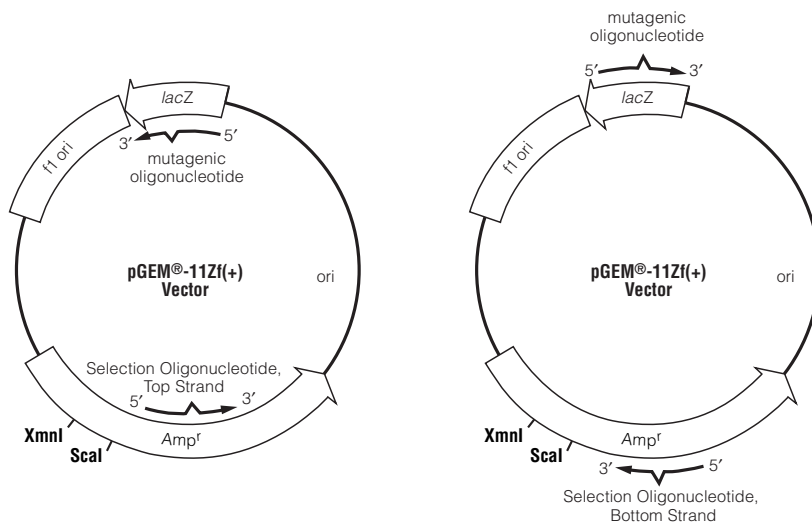 lacZ
3′ 5′
mutagenic
oligonucleotide
f1 ori
pGEM®-11Zf(+)
Vector
ori
Selection Oligonucleotide,
Top Strand
5′ 3′
XmnI
ScaI
Ampʳ
mutagenic
oligonucleotide
5′ 3′
lacZ
f1 ori
pGEM®-11Zf(+)
Vector
ori
XmnI
ScaI
Ampʳ
3′ 5′
Selection Oligonucleotide,
Bottom Strand